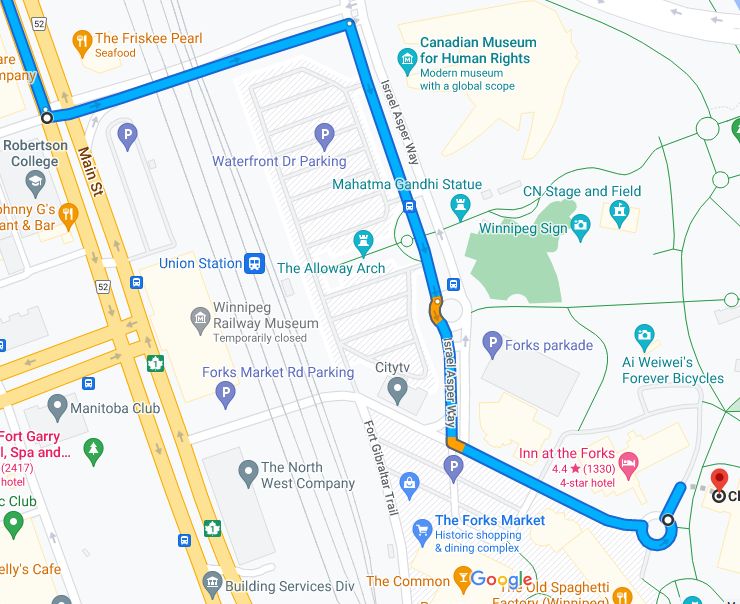 52
The Friskee Pearl
Seafood
Canadian Museum
for Human Rights
Modern museum
with a global scope
are
mpany
Israel Asper Way
P
P
Robertson
College
Main St
Waterfront Dr Parking
Mahatma Gandhi Statue
CN Stage and Field
ohnny G's
ant & Bar
Winnipeg Sign
Union Station
The Alloway Arch
52
Winnipeg
Railway Museum
Temporarily closed
Israel Asper Way
P
Forks parkade
Ai Weiwei's
Forever Bicycles
1
Forks Market Rd Parking
Citytv
P
Manitoba Club
Fort Garry
l, Spa and...
(2417)
hotel
Fort Gibraltar Trail
Inn at the Forks
4.4 ★ (1330)
4-star hotel
P
The North
West Company
c Club
1
The Forks Market
Historic shopping
& dining complex
elly's Cafe
Building Services Div
The Common
Google
The Old Spaghetti
Factory (Winnipeg)